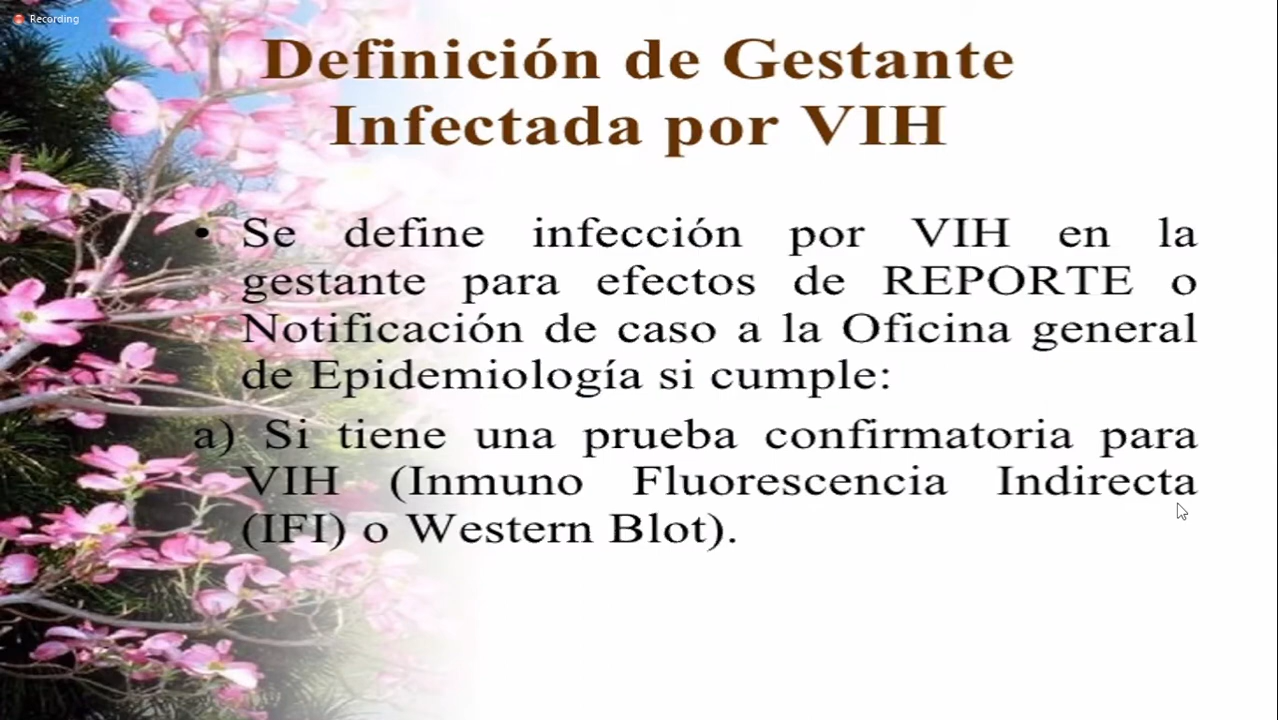 Recording
Definición de Gestante
Infectada por VIH
• Se define infección por VIH en la
gestante para efectos de REPORTE o
Notificación de caso a la Oficina general
de Epidemiología si cumple:
a) Si tiene una prueba confirmatoria para
VIH (Inmuno Fluorescencia Indirecta
(IFI) o Western Blot).